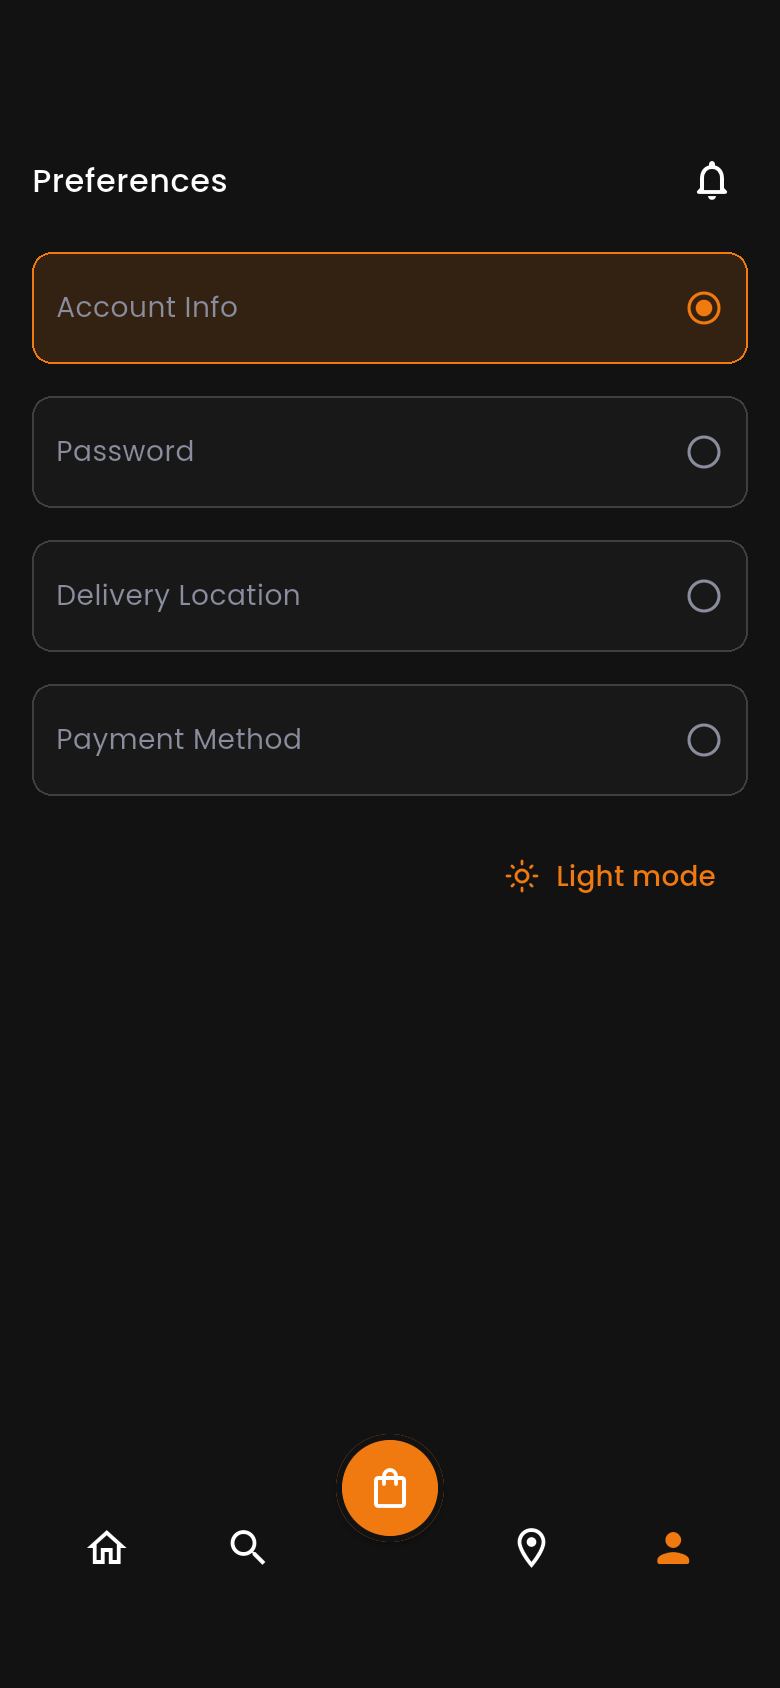 Preferences
Account Info
Password
Delivery Location
Payment Method
Light mode